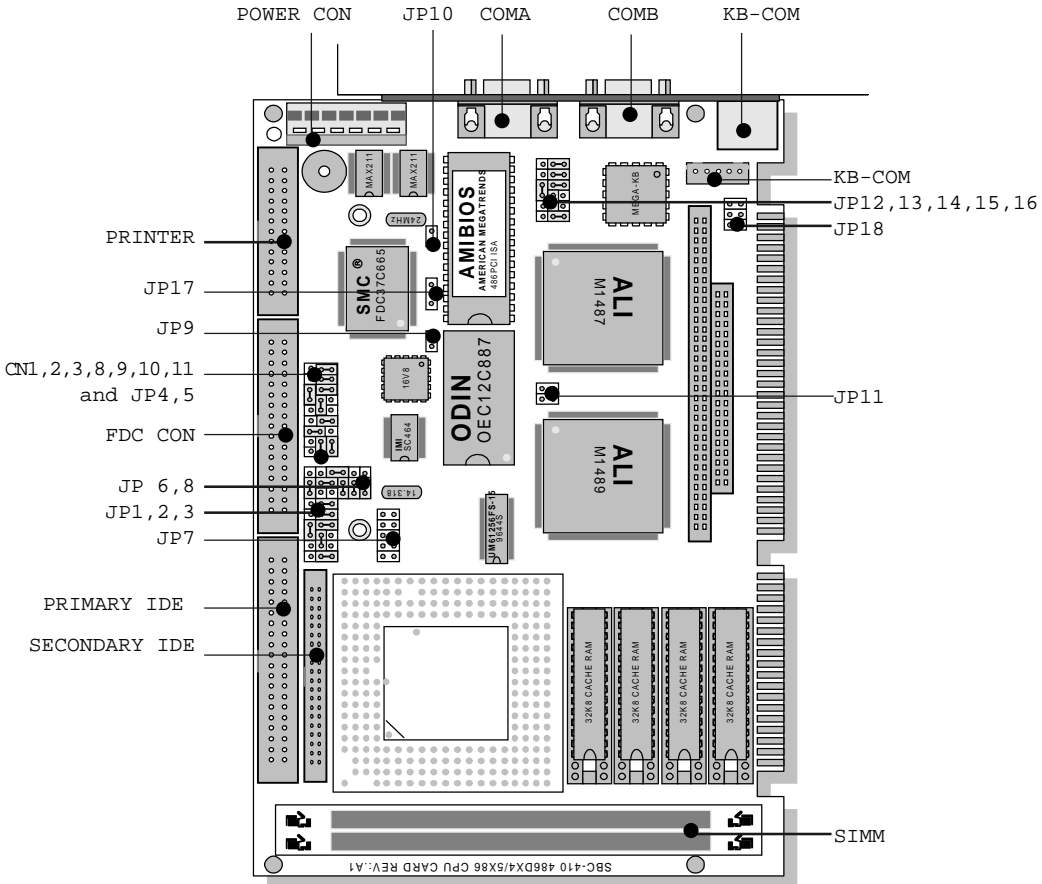 POWER CON
JP10
COMA
COMB
KB-COM
MAX211
MAX211
24MHz
AMIBIOS
AMERICAN MEGATRENDS
486PCI ISA
MEGA-KB
KB-COM
JP12,13,14,15,16
JP18
PRINTER
SMC ®
FDC37C665
ALI
M1487
JP17
JP9
CN1,2,3,8,9,10,11
and JP4,5
16V8
ODIN
OEC12C887
JP11
FDC CON
IMI
SC464
ALI
M1489
JP 6,8
14.318
JP1,2,3
UM61256FS-15
9644S
JP7
PRIMARY IDE
SECONDARY IDE
32K8 CACHE RAM
32K8 CACHE RAM
32K8 CACHE RAM
32K8 CACHE RAM
SIMM
SBC-410 486DX4/5X86 CPU CARD REV:A1